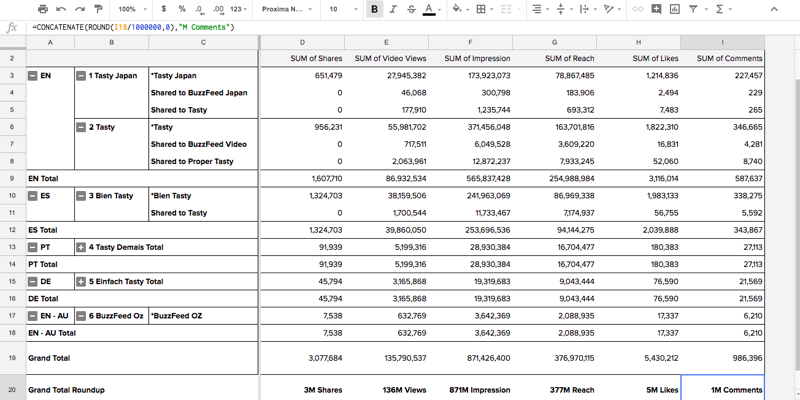 100% $ % .0 .00 123 Proxima N... 10 B I S A
fx =CONCATENATE(ROUND(I19/1000000,0),"M Comments")
A B C D E F G H I
2 SUM of Shares SUM of Video Views SUM of Impression SUM of Reach SUM of Likes SUM of Comments
3 EN 1 Tasty Japan *Tasty Japan 651,479 27,945,382 173,923,073 78,867,485 1,214,836 227,457
4 Shared to BuzzFeed Japan 0 46,068 300,798 183,906 2,494 229
5 Shared to Tasty 0 177,910 1,235,744 693,312 7,483 265
6 2 Tasty *Tasty 956,231 55,981,702 371,456,048 163,701,816 1,822,310 346,665
7 Shared to BuzzFeed Video 0 717,511 6,049,528 3,609,220 16,831 4,281
8 Shared to Proper Tasty 0 2,063,961 12,872,237 7,933,245 52,060 8,740
9 EN Total 1,607,710 86,932,534 565,837,428 254,988,984 3,116,014 587,637
10 ES 3 Bien Tasty *Bien Tasty 1,324,703 38,159,506 241,963,069 86,969,338 1,983,133 338,275
11 Shared to Tasty 0 1,700,544 11,733,467 7,174,937 56,755 5,592
12 ES Total 1,324,703 39,860,050 253,696,536 94,144,275 2,039,888 343,867
13 PT 4 Tasty Demais Total 91,939 5,199,316 28,930,384 16,704,477 180,383 27,113
14 PT Total 91,939 5,199,316 28,930,384 16,704,477 180,383 27,113
15 DE 5 Einfach Tasty Total 45,794 3,165,868 19,319,683 9,043,444 76,590 21,569
16 DE Total 45,794 3,165,868 19,319,683 9,043,444 76,590 21,569
17 EN - AU 6 BuzzFeed Oz *BuzzFeed OZ 7,538 632,769 3,642,369 2,088,935 17,337 6,210
18 EN - AU Total 7,538 632,769 3,642,369 2,088,935 17,337 6,210
19 Grand Total 3,077,684 135,790,537 871,426,400 376,970,115 5,430,212 986,396
20 Grand Total Roundup 3M Shares 136M Views 871M Impression 377M Reach 5M Likes 1M Comments